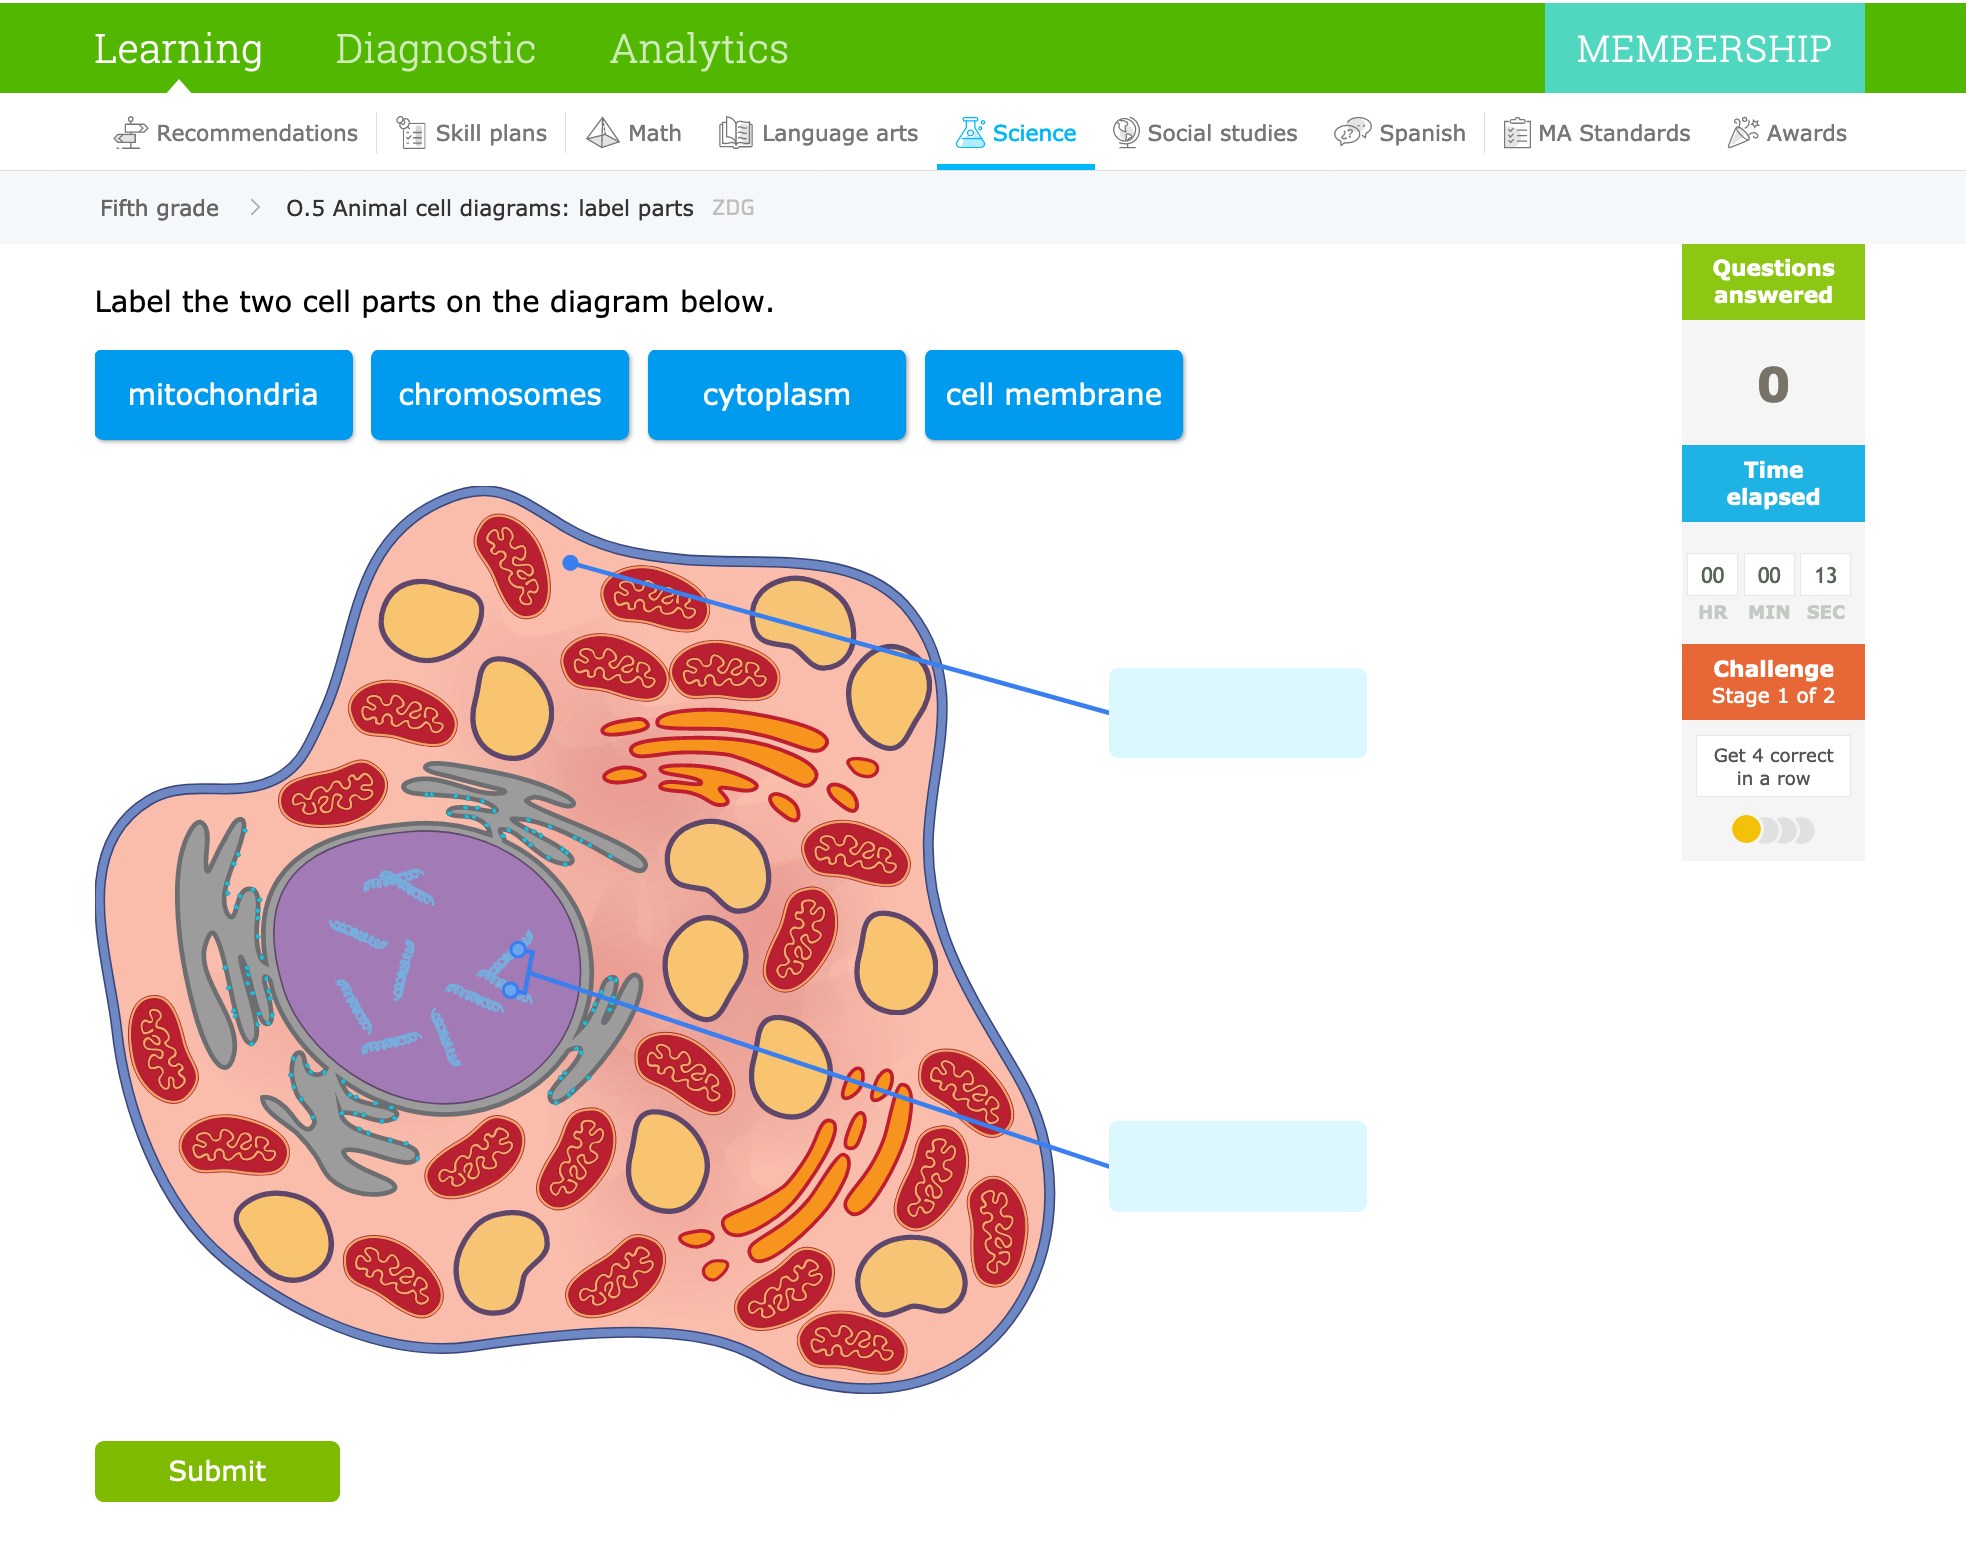 Learning Diagnostic Analytics MEMBERSHIP
Recommendations Skill plans Math Language arts Science Social studies Spanish MA Standards Awards
Fifth grade > O.5 Animal cell diagrams: label parts ZDG
Label the two cell parts on the diagram below.
mitochondria chromosomes cytoplasm cell membrane
Questions
answered
0
Time
elapsed
00 00 13
HR MIN SEC
Challenge
Stage 1 of 2
Get 4 correct
in a row
Submit